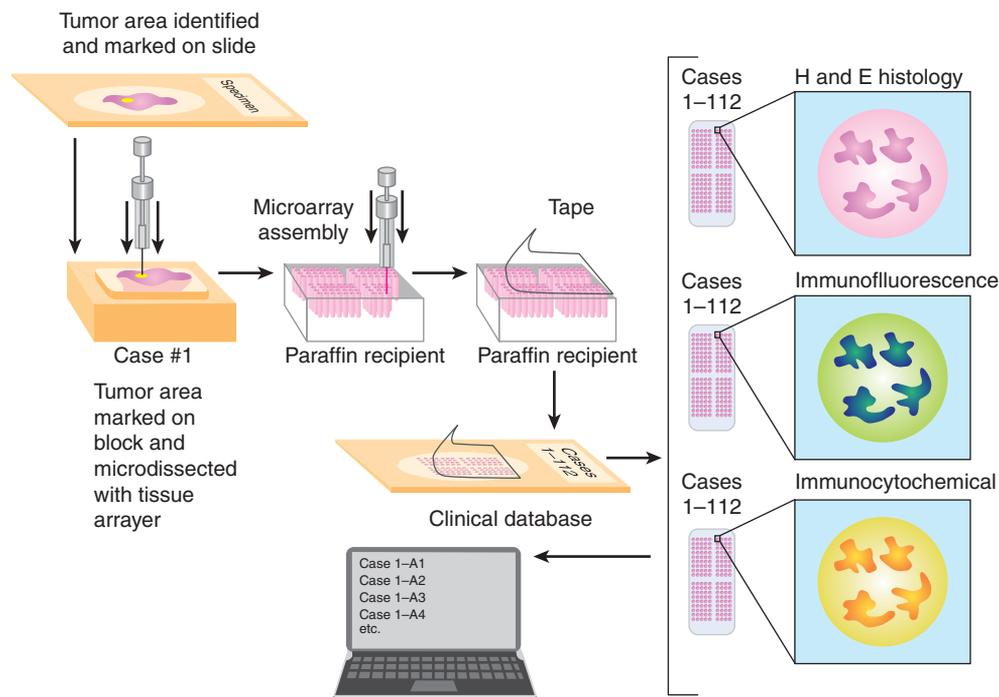 Tumor area identified
and marked on slide
Specimen
Case #1
Tumor area
marked on
block and
microdissected
with tissue
arrayer
Microarray
assembly
Paraffin recipient
Tape
Paraffin recipient
Cases
1–112
Clinical database
Case 1–A1
Case 1–A2
Case 1–A3
Case 1–A4
etc.
Cases
1–112
H and E histology
Cases
1–112
Immunoflluorescence
Cases
1–112
Immunocytochemical